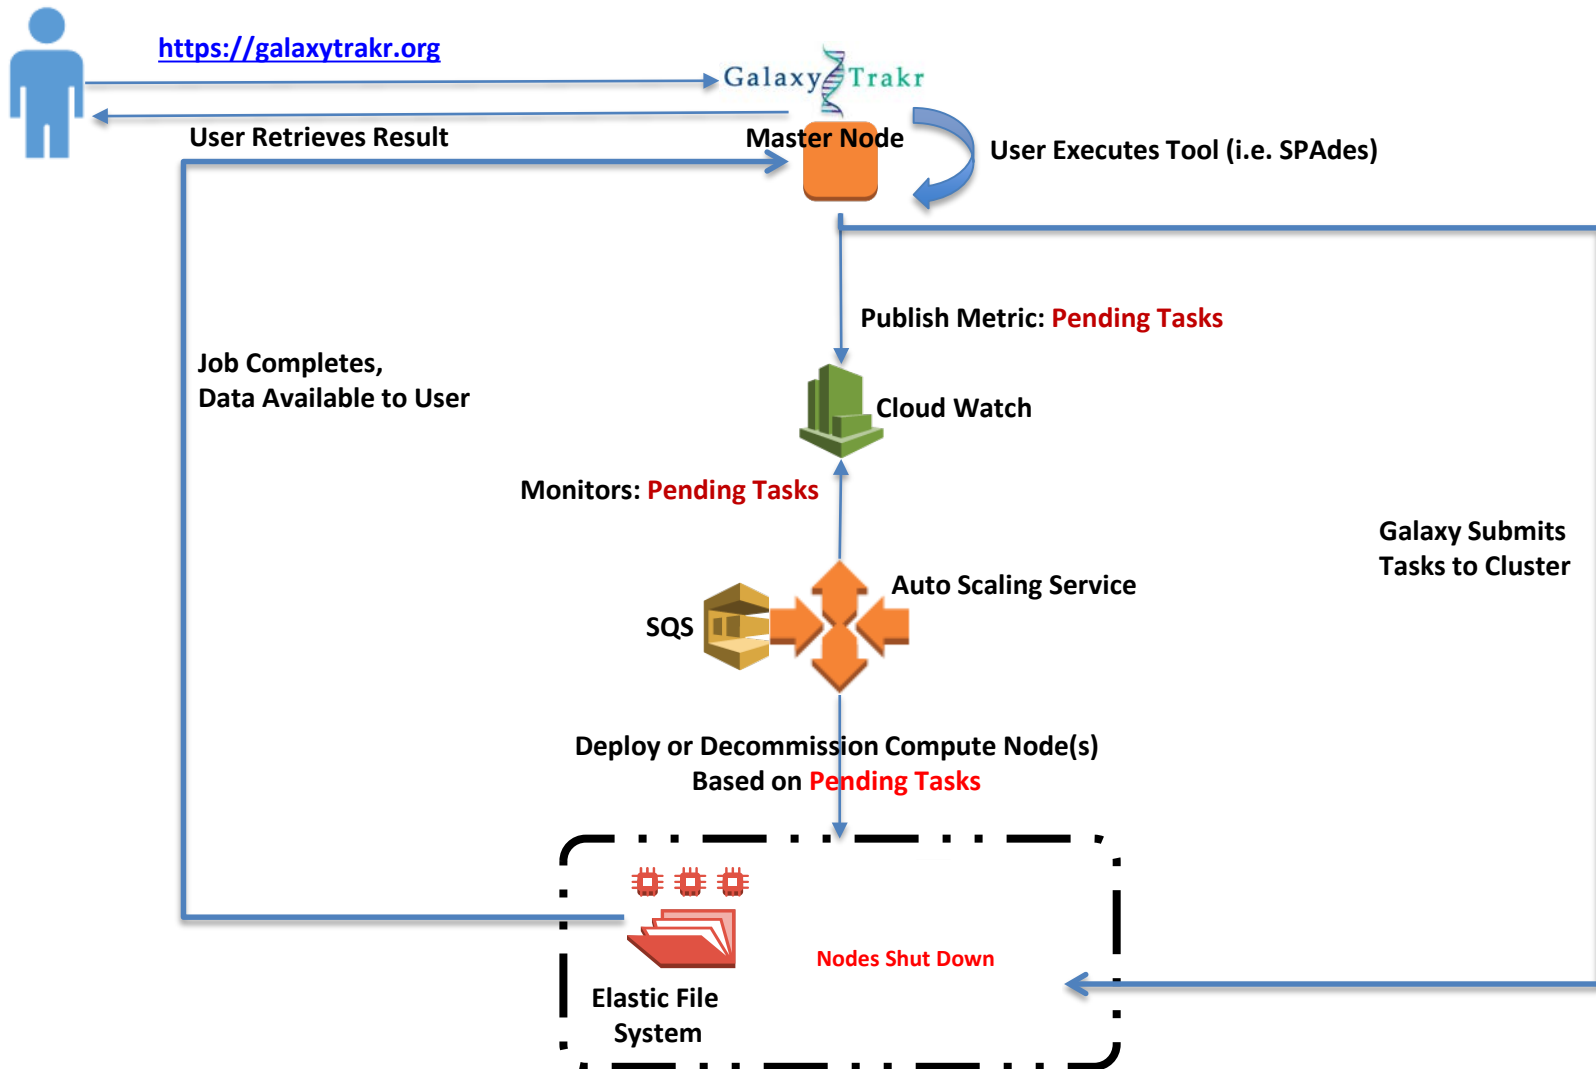 https://galaxytrakr.org
Galaxy Trakr
User Retrieves Result
Master Node
User Executes Tool (i.e. SPAdes)
Publish Metric: Pending Tasks
Job Completes,
Data Available to User
Cloud Watch
Monitors: Pending Tasks
Galaxy Submits
Tasks to Cluster
Auto Scaling Service
SQS
Deploy or Decommission Compute Node(s)
Based on Pending Tasks
Nodes Shut Down
Elastic File
System